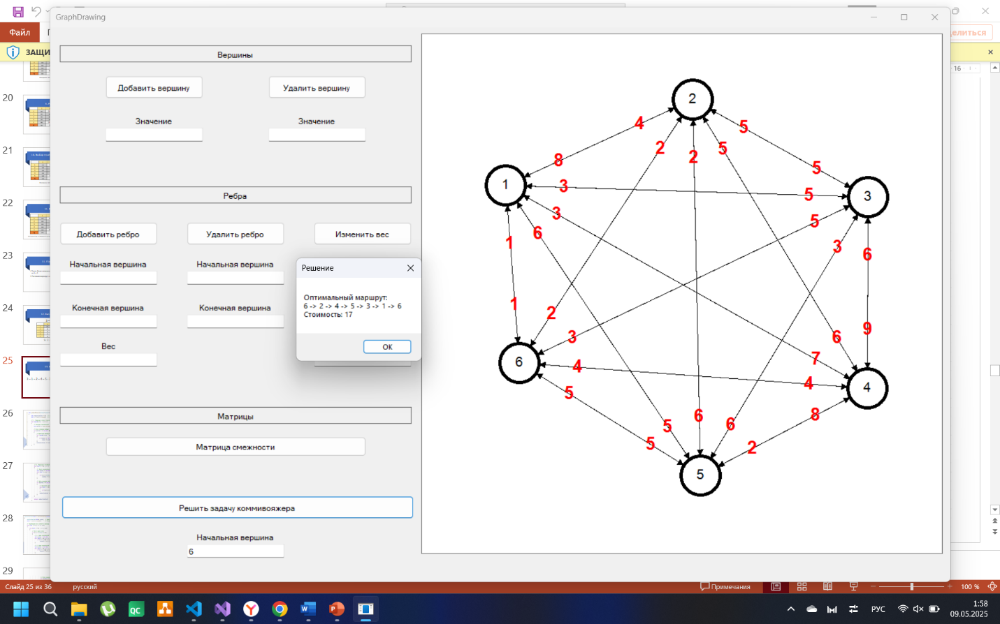 GraphDrawing
Файл
ЗАЩИ
елиться
16
20
21
22
23
24
25
26
27
28
29
Вершины
Добавить вершину
Удалить вершину
Значение
Значение
Ребра
Добавить ребро
Удалить ребро
Изменить вес
Начальная вершина
Начальная вершина
Конечная вершина
Конечная вершина
Вес
Решение
Оптимальный маршрут:
6 -> 2 -> 4 -> 5 -> 3 -> 1 -> 6
Стоимость: 17
OK
Матрицы
Матрица смежности
Решить задачу коммивояжера
Начальная вершина
6
2
4
5
2
2
5
8
5
1
3
5
3
3
5
6
1
3
6
1
2
3
9
6
6
4
7
4
4
5
8
6
5
6
5
2
5
Слайд 25 из 36
русский
Примечания
100 %
QC
РУС
1:58
09.05.2025